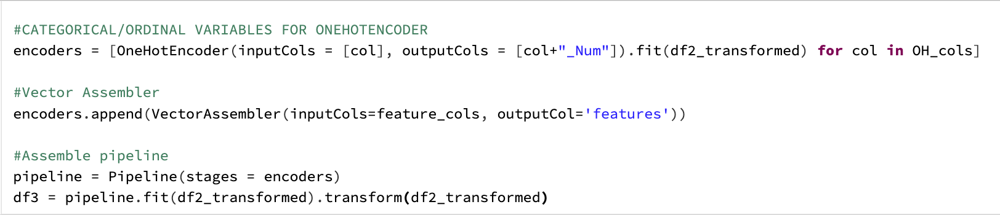 #CATEGORICAL/ORDINAL VARIABLES FOR ONEHOTENCODER
encoders = [OneHotEncoder(inputCols = [col], outputCols = [col+"_Num"]).fit(df2_transformed) for col in OH_cols]
#Vector Assembler
encoders.append(VectorAssembler(inputCols=feature_cols, outputCol='features'))
#Assemble pipeline
pipeline = Pipeline(stages = encoders)
df3 = pipeline.fit(df2_transformed).transform(df2_transformed)